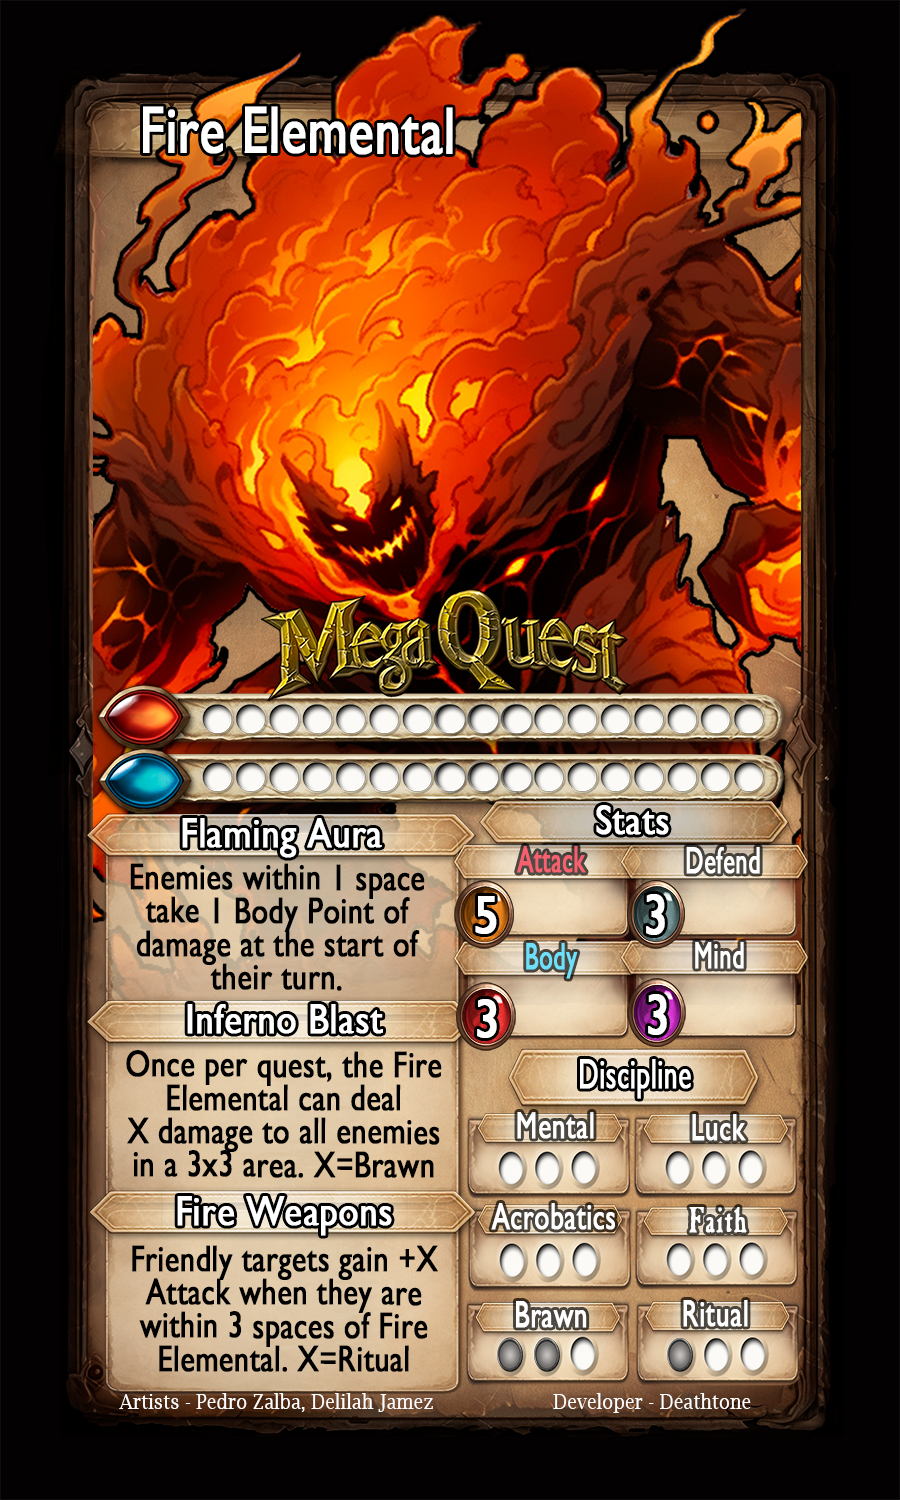 Fire Elemental
Mega Quest
Flaming Aura
Enemies within 1 space
take 1 Body Point of
damage at the start of
their turn.
Inferno Blast
Once per quest, the Fire
Elemental can deal
X damage to all enemies
in a 3x3 area. X=Brawn
Fire Weapons
Friendly targets gain +X
Attack when they are
within 3 spaces of Fire
Elemental. X=Ritual
Stats
Attack
Defend
5
3
Body
Mind
3
3
Discipline
Mental
Luck
Acrobatics
Faith
Brawn
Ritual
Artists - Pedro Zalba, Delilah Jamez
Developer - Deathtone